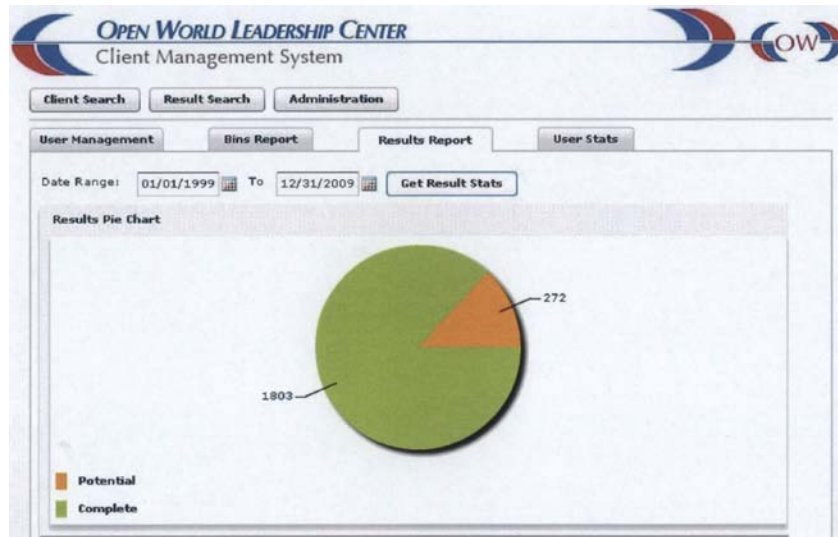 OPEN WORLD LEADERSHIP CENTER
OW
Client Management System
Client Search Result Search Administration
User Management Bins Report Results Report User Stats
Date Range: 01/01/1999 To 12/31/2009 Get Result Stats
Results Pie Chart
272
1803
Potential
Complete